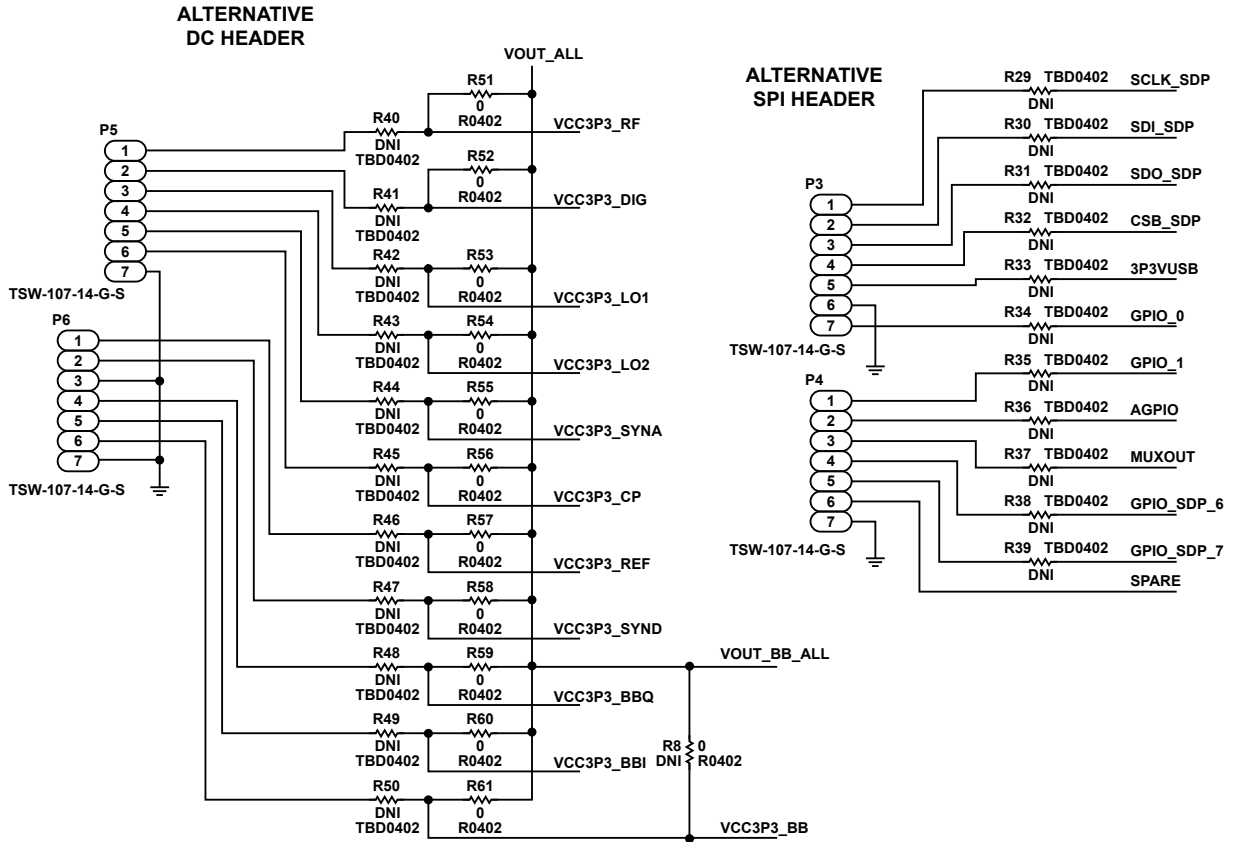 ALTERNATIVE
DC HEADER
VOUT_ALL
P5
1
2
3
4
5
6
7
TSW-107-14-G-S
P6
1
2
3
4
5
6
7
TSW-107-14-G-S
R51
0
R0402
R40
DNI
TBD0402
VCC3P3_RF
R52
0
R0402
R41
DNI
TBD0402
VCC3P3_DIG
R42
DNI
TBD0402
R53
0
R0402
VCC3P3_LO1
R43
DNI
TBD0402
R54
0
R0402
VCC3P3_LO2
R44
DNI
TBD0402
R55
0
R0402
VCC3P3_SYNA
R45
DNI
TBD0402
R56
0
R0402
VCC3P3_CP
R46
DNI
TBD0402
R57
0
R0402
VCC3P3_REF
R47
DNI
TBD0402
R58
0
R0402
VCC3P3_SYND
R48
DNI
TBD0402
R59
0
R0402
VCC3P3_BBQ
R49
DNI
TBD0402
R60
0
R0402
VCC3P3_BBI
R50
DNI
TBD0402
R61
0
R0402
VOUT_BB_ALL
R8 0
DNI R0402
VCC3P3_BB
ALTERNATIVE
SPI HEADER
P3
1
2
3
4
5
6
7
TSW-107-14-G-S
P4
1
2
3
4
5
6
7
TSW-107-14-G-S
R29 TBD0402 SCLK_SDP
DNI
R30 TBD0402 SDI_SDP
DNI
R31 TBD0402 SDO_SDP
DNI
R32 TBD0402 CSB_SDP
DNI
R33 TBD0402 3P3VUSB
DNI
R34 TBD0402 GPIO_0
DNI
R35 TBD0402 GPIO_1
DNI
R36 TBD0402 AGPIO
DNI
R37 TBD0402 MUXOUT
DNI
R38 TBD0402 GPIO_SDP_6
DNI
R39 TBD0402 GPIO_SDP_7
DNI
SPARE